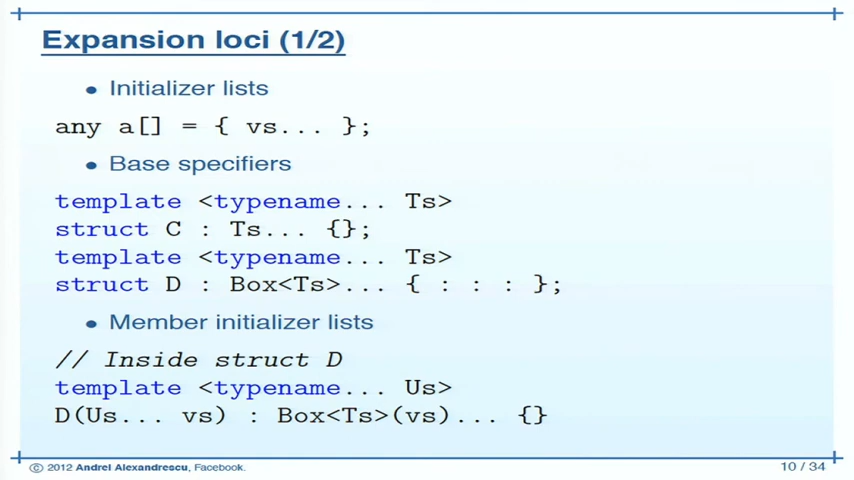 Expansion loci (1/2)
• Initializer lists
any a[] = { vs... };
• Base specifiers
template <typename... Ts>
struct C : Ts... {};
template <typename... Ts>
struct D : Box<Ts>... { : : : };
• Member initializer lists
// Inside struct D
template <typename... Us>
D(Us... vs) : Box<Ts>(vs)... {}
© 2012 Andrei Alexandrescu, Facebook.
10 / 34